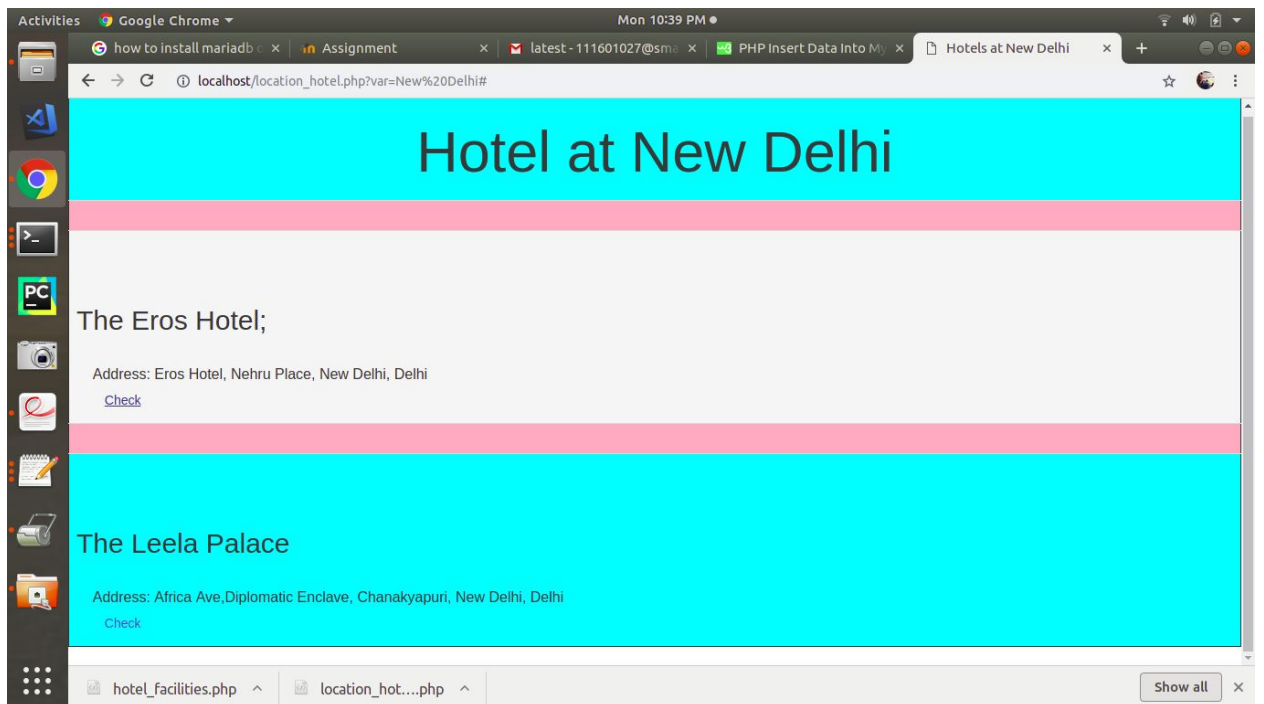 Activities Google Chrome Mon 10:39 PM
how to install mariadb Assignment latest - 111601027@sma PHP Insert Data Into My Hotels at New Delhi
localhost/location_hotel.php?var=New%20Delhi#
Hotel at New Delhi
The Eros Hotel;
Address: Eros Hotel, Nehru Place, New Delhi, Delhi
Check
The Leela Palace
Address: Africa Ave,Diplomatic Enclave, Chanakyapuri, New Delhi, Delhi
Check
hotel_facilities.php location_hot....php Show all